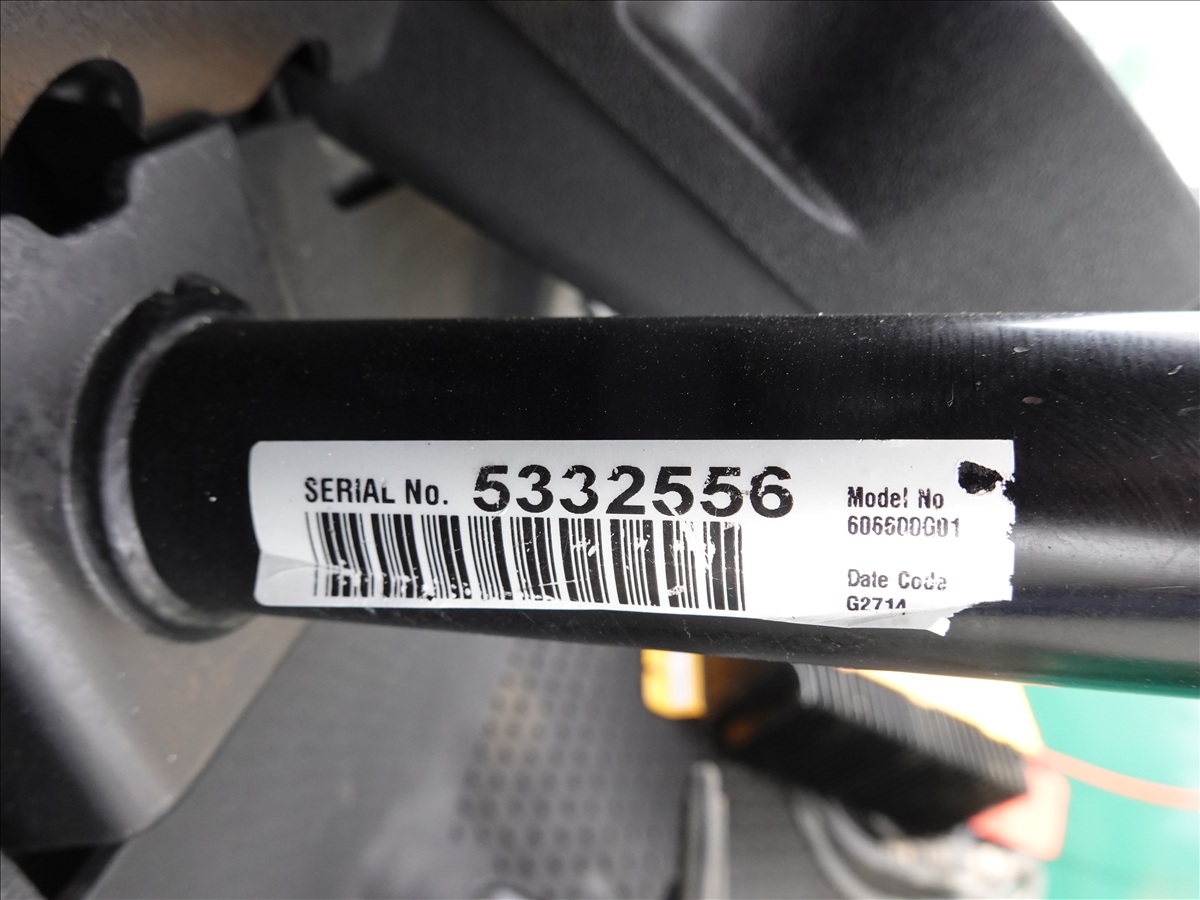 SERIAL No. 5332556
Model No
606600G01
Date Code
G2714